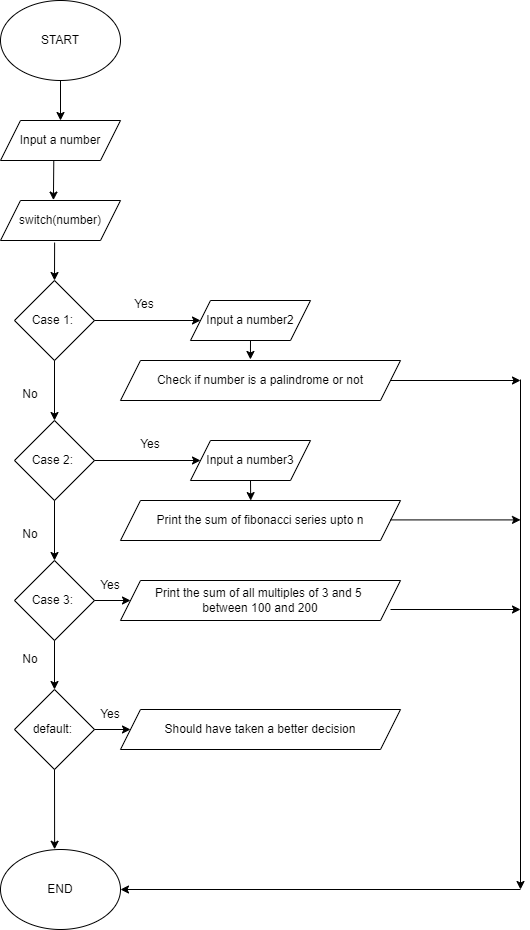 START
Input a number
switch(number)
Case 1:
Yes
Input a number2
Check if number is a palindrome or not
No
Case 2:
Yes
Input a number3
Print the sum of fibonacci series upto n
No
Case 3:
Yes
Print the sum of all multiples of 3 and 5
between 100 and 200
No
default:
Yes
Should have taken a better decision
END